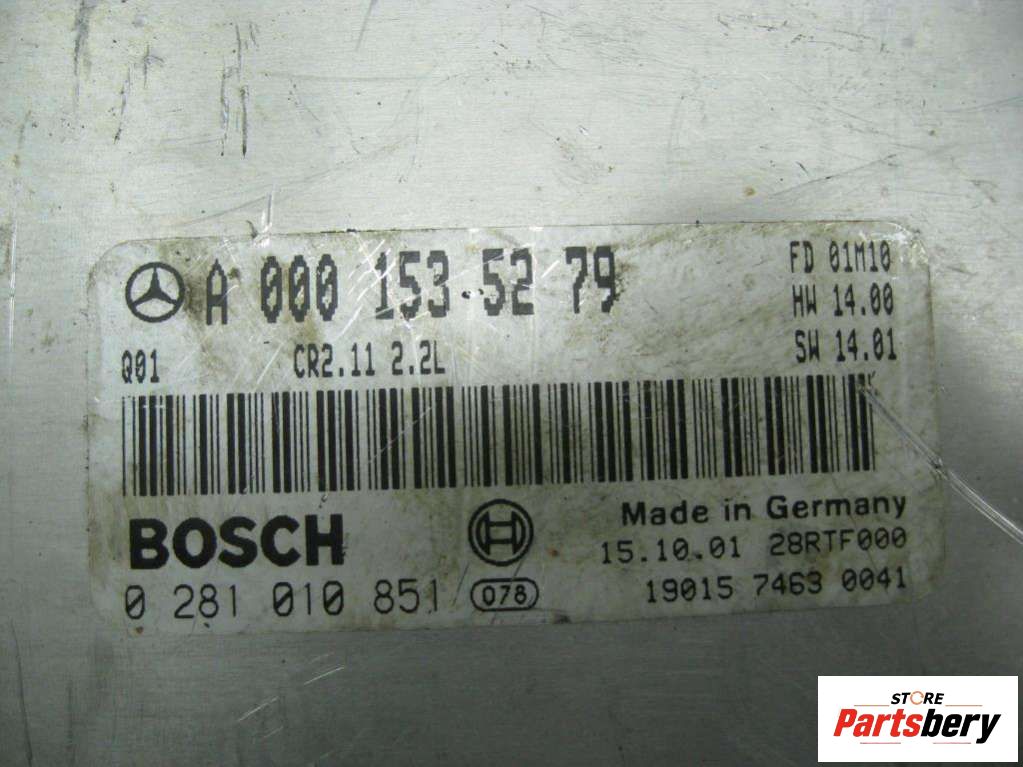 A 000 153 52 79
FD 01M10
HW 14.00
Q01 CR2.11 2.2L
SW 14.01
BOSCH
Made in Germany
15.10.01 28RTF000
0 281 010 851
078
19015 7463 0041
STORE
Partsbery